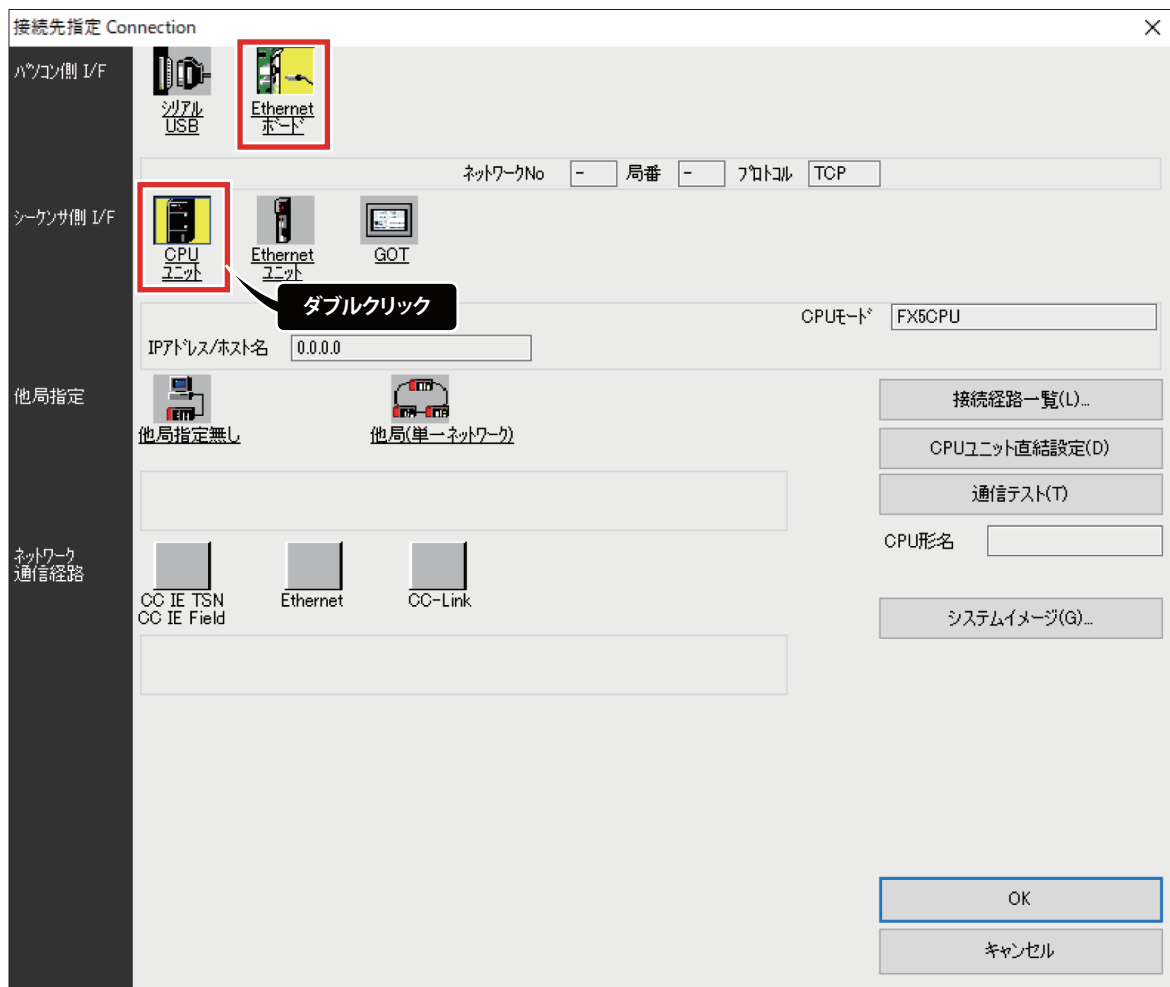 接続先指定 Connection
パソコン側 I/F
シリアル
USB
Ethernet
ボード
ネットワークNo - 局番 - プロトコル TCP
シーケンサ側 I/F
CPU
ユニット
Ethernet
ユニット
GOT
ダブルクリック
CPUモード FX5CPU
IPアドレス/ホスト名 0.0.0.0
他局指定
他局指定無し
他局(単一ネットワーク)
接続経路一覧(L)...
CPUユニット直結設定(D)
通信テスト(T)
CPU形名
ネットワーク
通信経路
CC IE TSN
CC IE Field
Ethernet
CC-Link
システムイメージ(G)...
OK
キャンセル